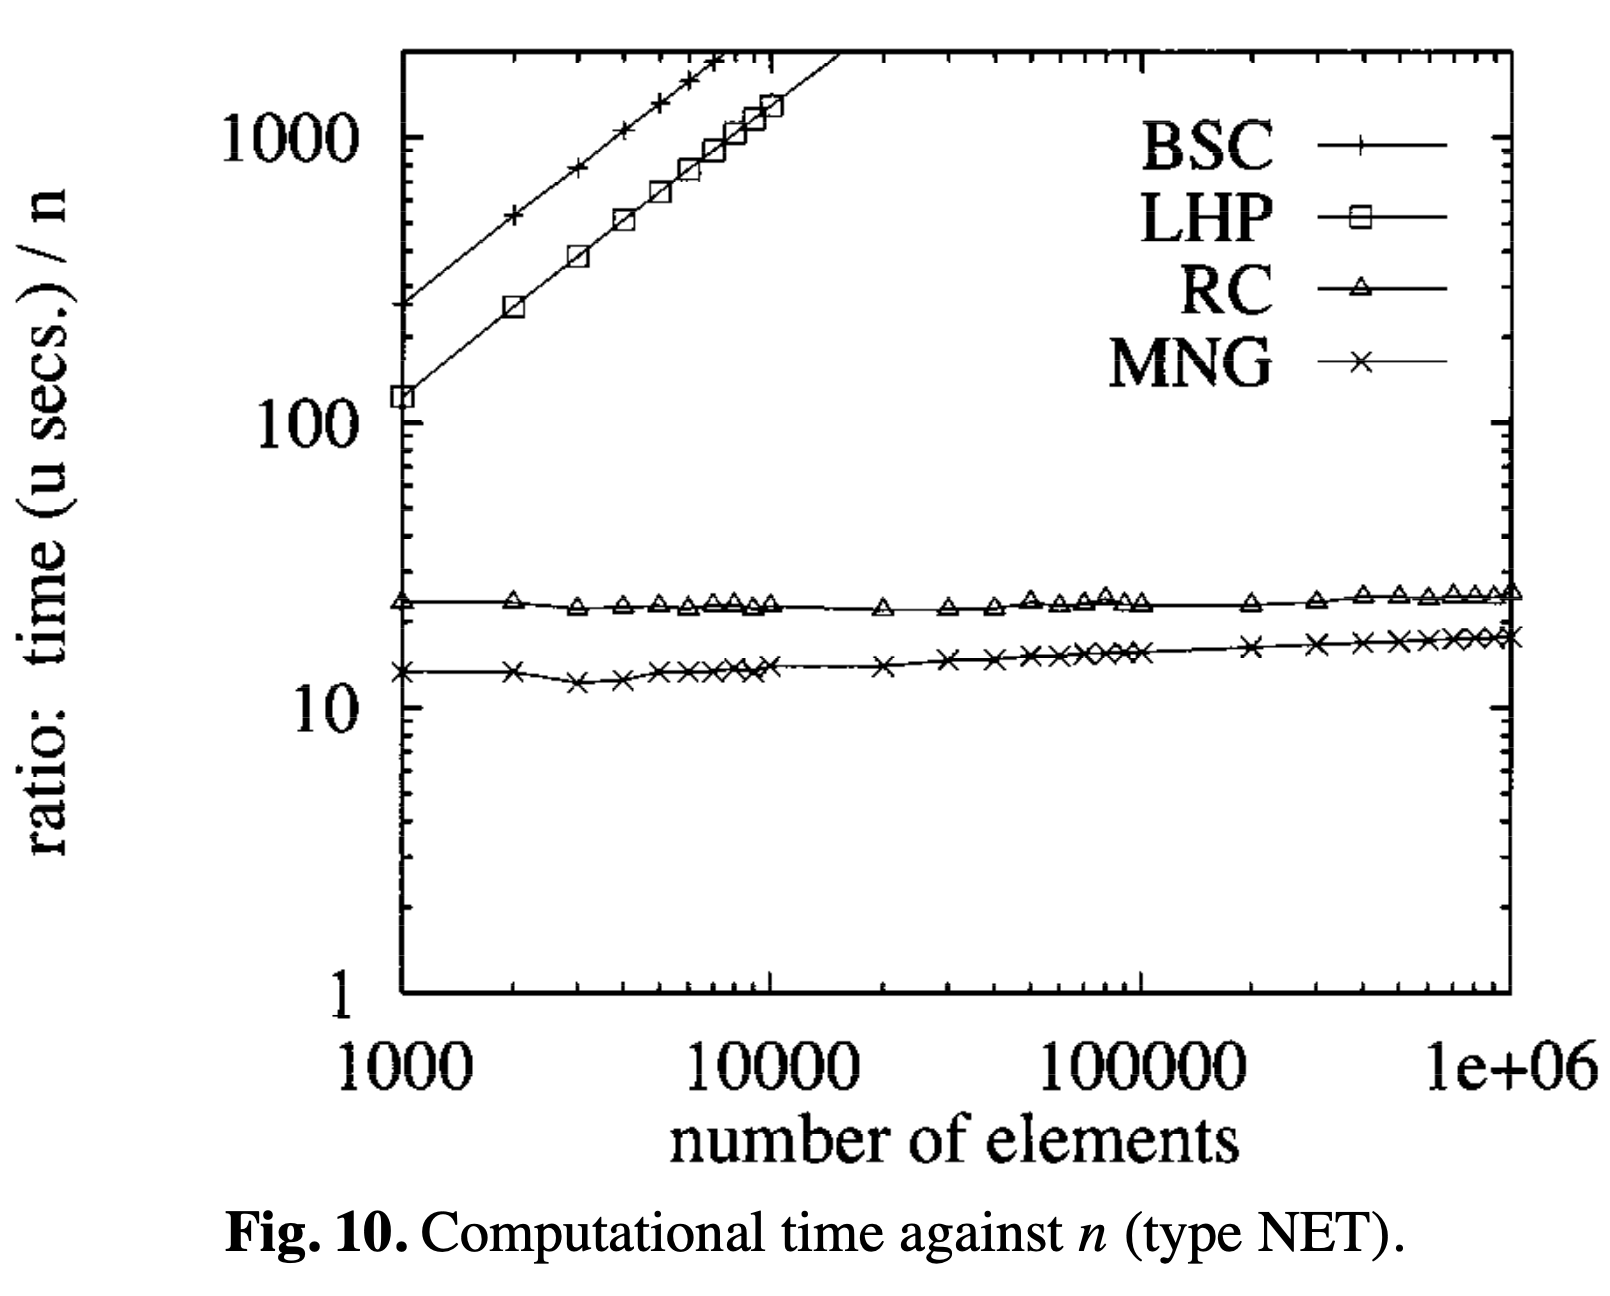 ratio: time (u secs.) / n
1000
100
10
1
BSC
LHP
RC
MNG
1000 10000 100000 1e+06
number of elements
Fig. 10. Computational time against n (type NET).